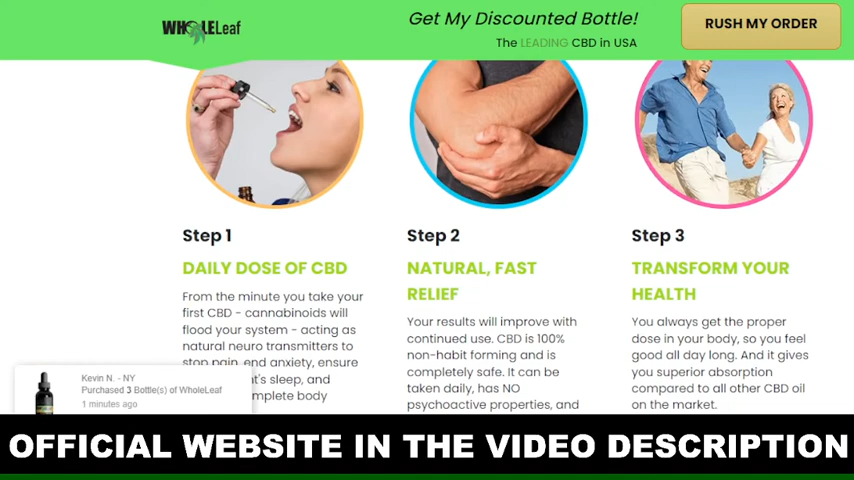 WHOLELeaf
Get My Discounted Bottle!
The LEADING CBD in USA
RUSH MY ORDER
Step 1
DAILY DOSE OF CBD
From the minute you take your
first CBD - cannabinoids will
flood your system - acting as
natural neuro transmitters to
stop pain, end anxiety, ensure
t's sleep, and
mplete body
Step 2
NATURAL, FAST
RELIEF
Your results will improve with
continued use. CBD is 100%
non-habit forming and is
completely safe. It can be
taken daily, has NO
psychoactive properties, and
Step 3
TRANSFORM YOUR
HEALTH
You always get the proper
dose in your body, so you feel
good all day long. And it gives
you superior absorption
compared to all other CBD oil
on the market.
Kevin N. - NY
Purchased 3 Bottle(s) of WholeLeaf
1 minutes ago
OFFICIAL WEBSITE IN THE VIDEO DESCRIPTION